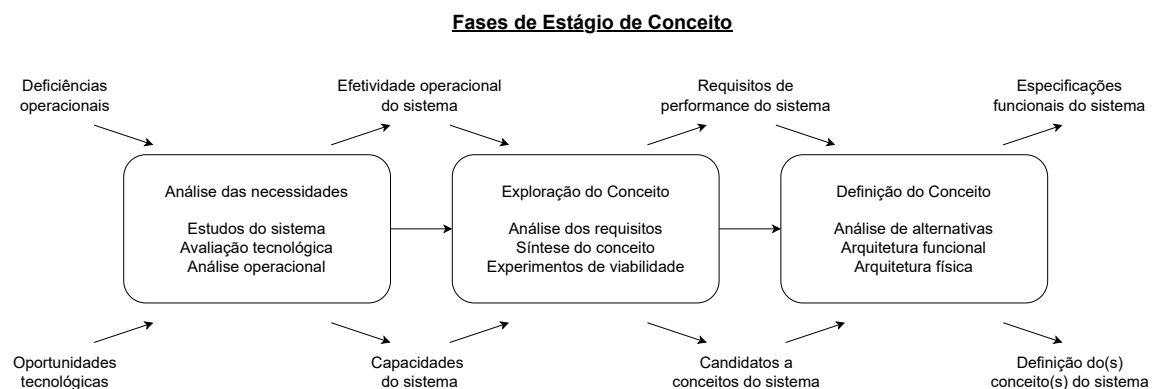 Fases de Estágio de Conceito
Deficiências
operacionais
Efetividade operacional
do sistema
Requisitos de
performance do sistema
Especificações
funcionais do sistema
Análise das necessidades
Estudos do sistema
Avaliação tecnológica
Análise operacional
Exploração do Conceito
Análise dos requisitos
Síntese do conceito
Experimentos de viabilidade
Definição do Conceito
Análise de alternativas
Arquitetura funcional
Arquitetura física
Oportunidades
tecnológicas
Capacidades
do sistema
Candidatos a
conceitos do sistema
Definição do(s)
conceito(s) do sistema